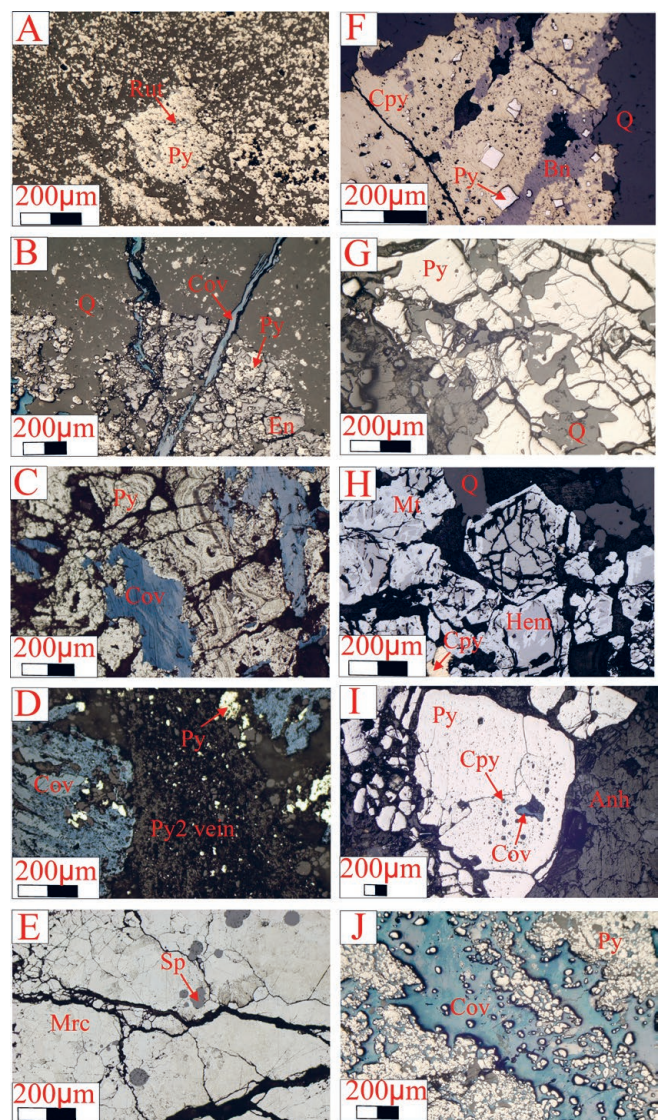 A
Rut
Py
200μm
B
Q
Cov
Py
En
200μm
C
Py
Cov
200μm
D
Py
Cov
Py2 vein
200μm
E
Sp
Mrc
200μm
F
Cpy
Q
Bn
Py
200μm
G
Py
Q
200μm
H
Q
Mt
Hem
Cpy
200μm
I
Py
Cpy
Anh
Cov
200μm
J
Py
Cov
200μm